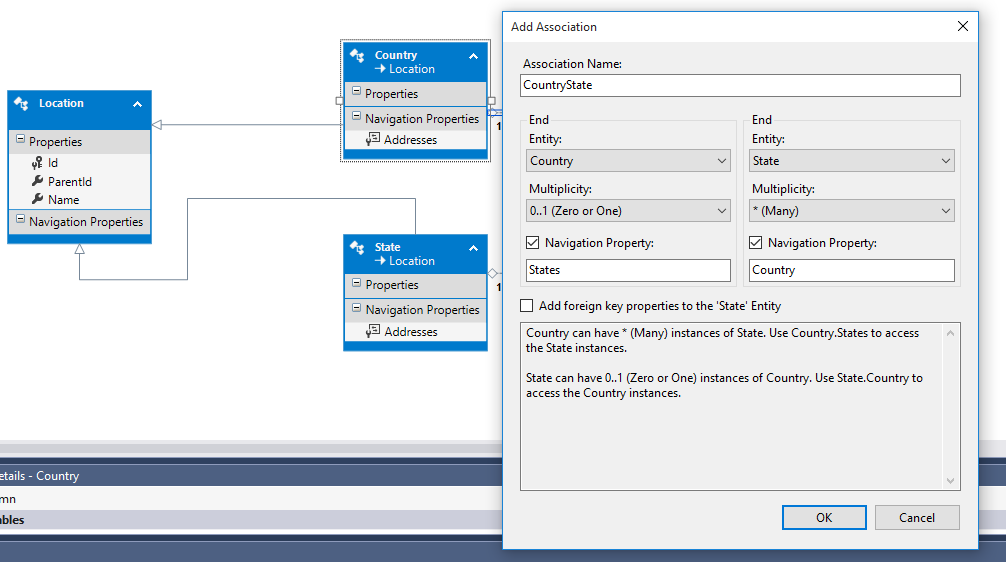 Location
Properties
Id
ParentId
Name
Navigation Properties
Country
Location
Properties
Navigation Properties
Addresses
1
State
Location
Properties
Navigation Properties
Addresses
1
etails - Country
mn
bles
Add Association
Association Name:
CountryState
End
Entity:
Country
Multiplicity:
0..1 (Zero or One)
Navigation Property:
States
End
Entity:
State
Multiplicity:
* (Many)
Navigation Property:
Country
Add foreign key properties to the 'State' Entity
Country can have * (Many) instances of State. Use Country.States to access
the State instances.
State can have 0..1 (Zero or One) instances of Country. Use State.Country to
access the Country instances.
OK
Cancel